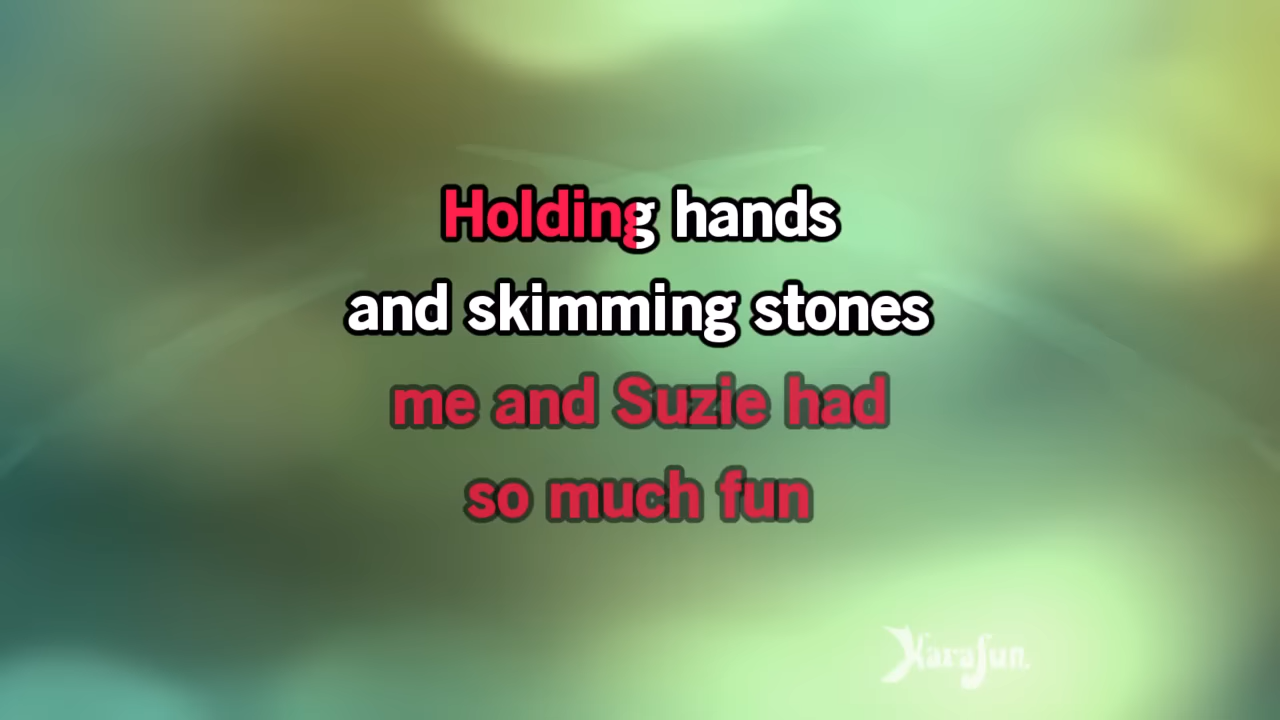 Holding hands
and skimming stones
me and Suzie had
so much fun
KaraFun